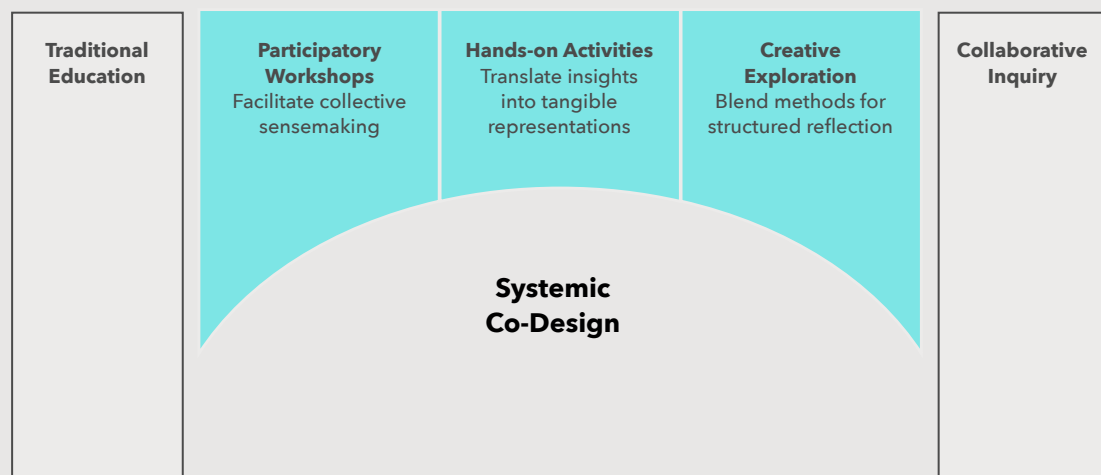 Traditional
Education
Participatory
Workshops
Facilitate collective
sensemaking
Hands-on Activities
Translate insights
into tangible
representations
Creative
Exploration
Blend methods for
structured reflection
Collaborative
Inquiry
Systemic
Co-Design